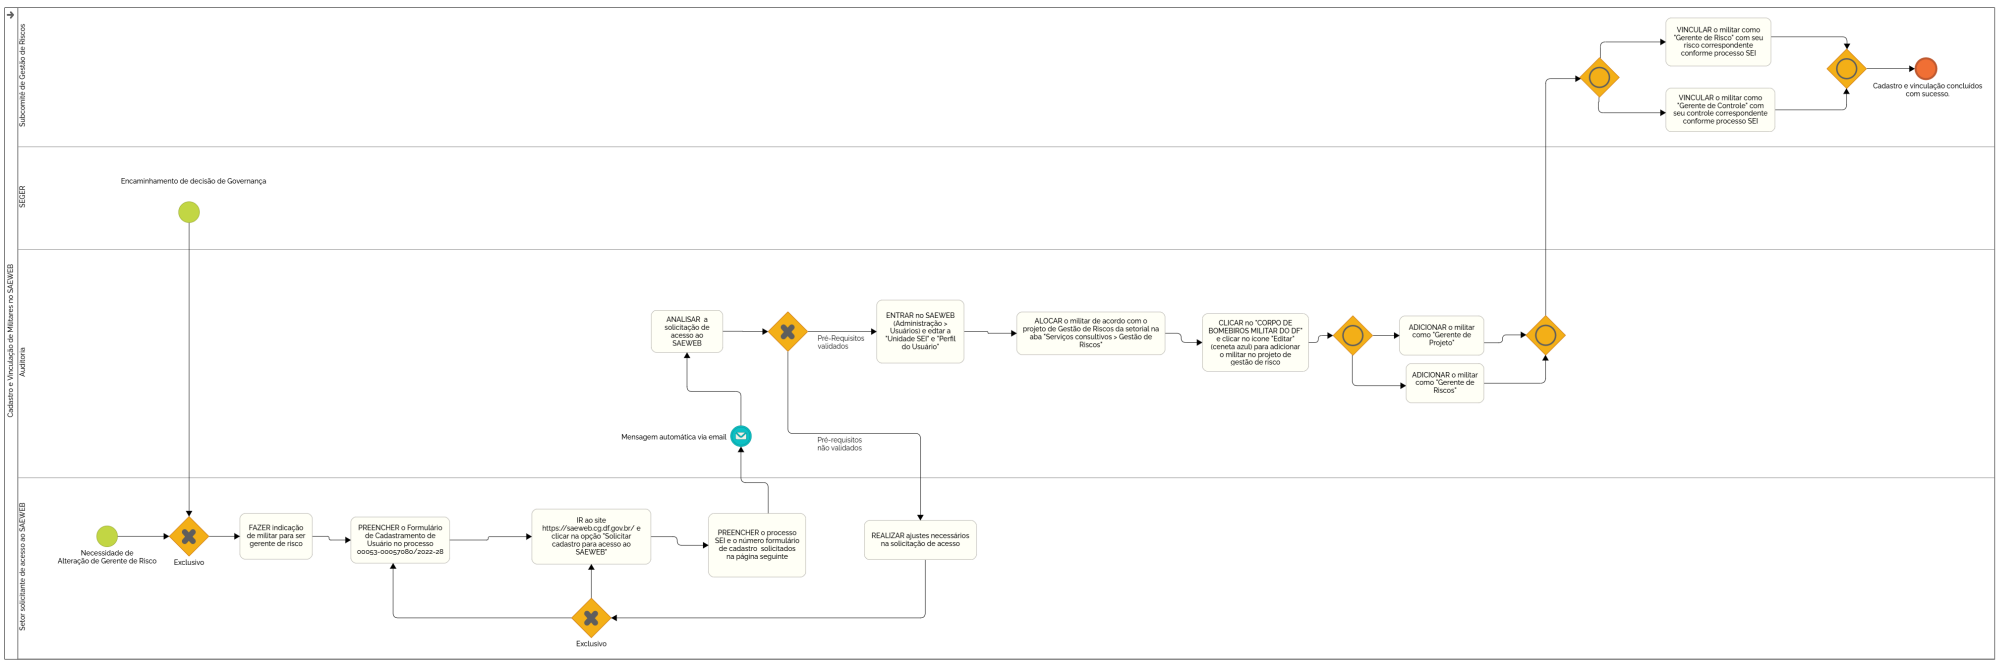 Cadastro e Vinculação de Militares no SAEWEB
Subcomitê de Gestão de Riscos
VINCULAR o militar como
"Gerente de Risco" com seu
risco correspondente
conforme processo SEI
VINCULAR o militar como
"Gerente de Controle" com
seu controle correspondente
conforme processo SEI
Cadastro e vinculação concluídos
com sucesso.
SEGER
Encaminhamento de decisão de Governança
Auditoria
ANALISAR a
solicitação de
acesso ao
SAEWEB
Pré-Requisitos
validados
ENTRAR no SAEWEB
(Administração >
Usuários) e edtar a
"Unidade SEI" e "Perfil
do Usuário"
ALOCAR o militar de acordo com o
projeto de Gestão de Riscos da setorial na
aba "Serviços consultivos > Gestão de
Riscos"
CLICAR no "CORPO DE
BOMEBIROS MILITAR DO DF"
e clicar no icone "Editar"
(ceneta azul) para adicionar
o militar no projeto de
gestão de risco
ADICIONAR o militar
como "Gerente de
Projeto"
ADICIONAR o militar
como "Gerente de
Riscos"
Mensagem automática via email
Pré-requisitos
não validados
Setor solicitante de acesso ao SAEWEB
Necessidade de
Alteração de Gerente de Risco
Exclusivo
FAZER indicação
de militar para ser
gerente de risco
PREENCHER o Formulário
de Cadastramento de
Usuário no processo
00053-00057080/2022-28
IR ao site
https://saeweb.cg.df.gov.br/ e
clicar na opção "Solicitar
cadastro para acesso ao
SAEWEB"
PREENCHER o processo
SEI e o número formulário
de cadastro solicitados
na página seguinte
REALIZAR ajustes necessários
na solicitação de acesso
Exclusivo